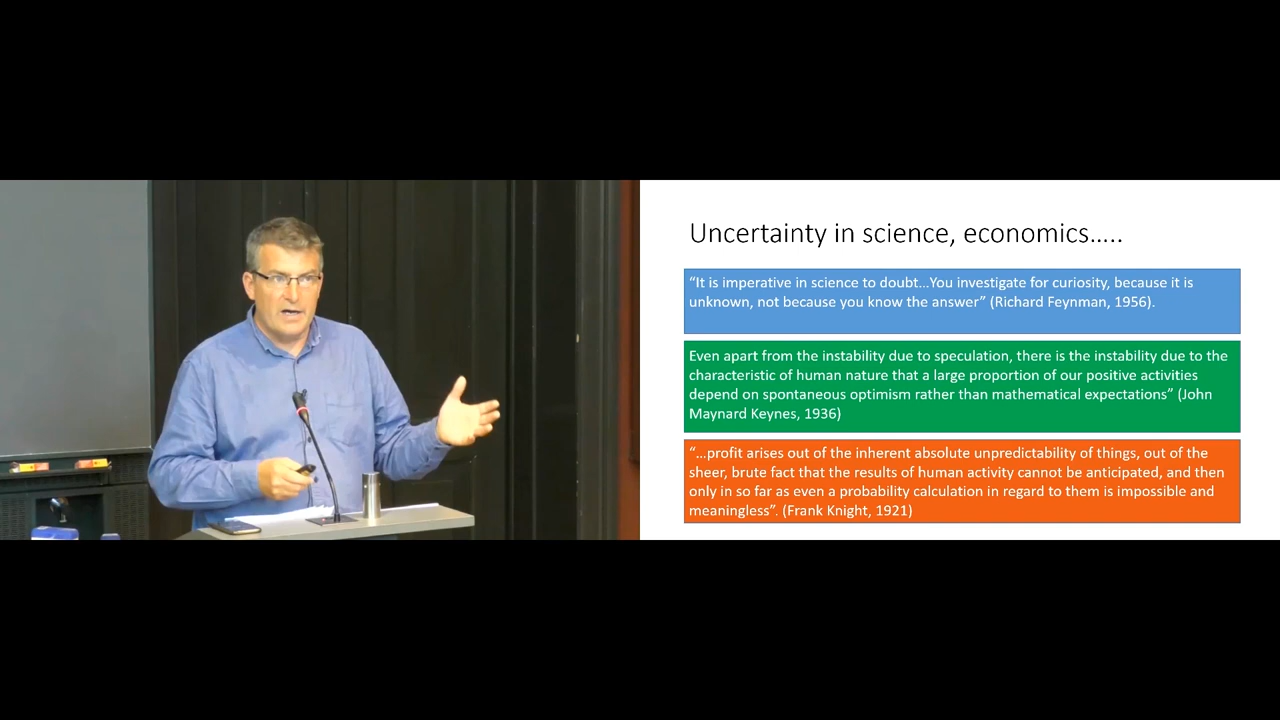 Uncertainty in science, economics…..
“It is imperative in science to doubt…You investigate for curiosity, because it is
unknown, not because you know the answer” (Richard Feynman, 1956).
Even apart from the instability due to speculation, there is the instability due to the
characteristic of human nature that a large proportion of our positive activities
depend on spontaneous optimism rather than mathematical expectations” (John
Maynard Keynes, 1936)
“…profit arises out of the inherent absolute unpredictability of things, out of the
sheer, brute fact that the results of human activity cannot be anticipated, and then
only in so far as even a probability calculation in regard to them is impossible and
meaningless”. (Frank Knight, 1921)